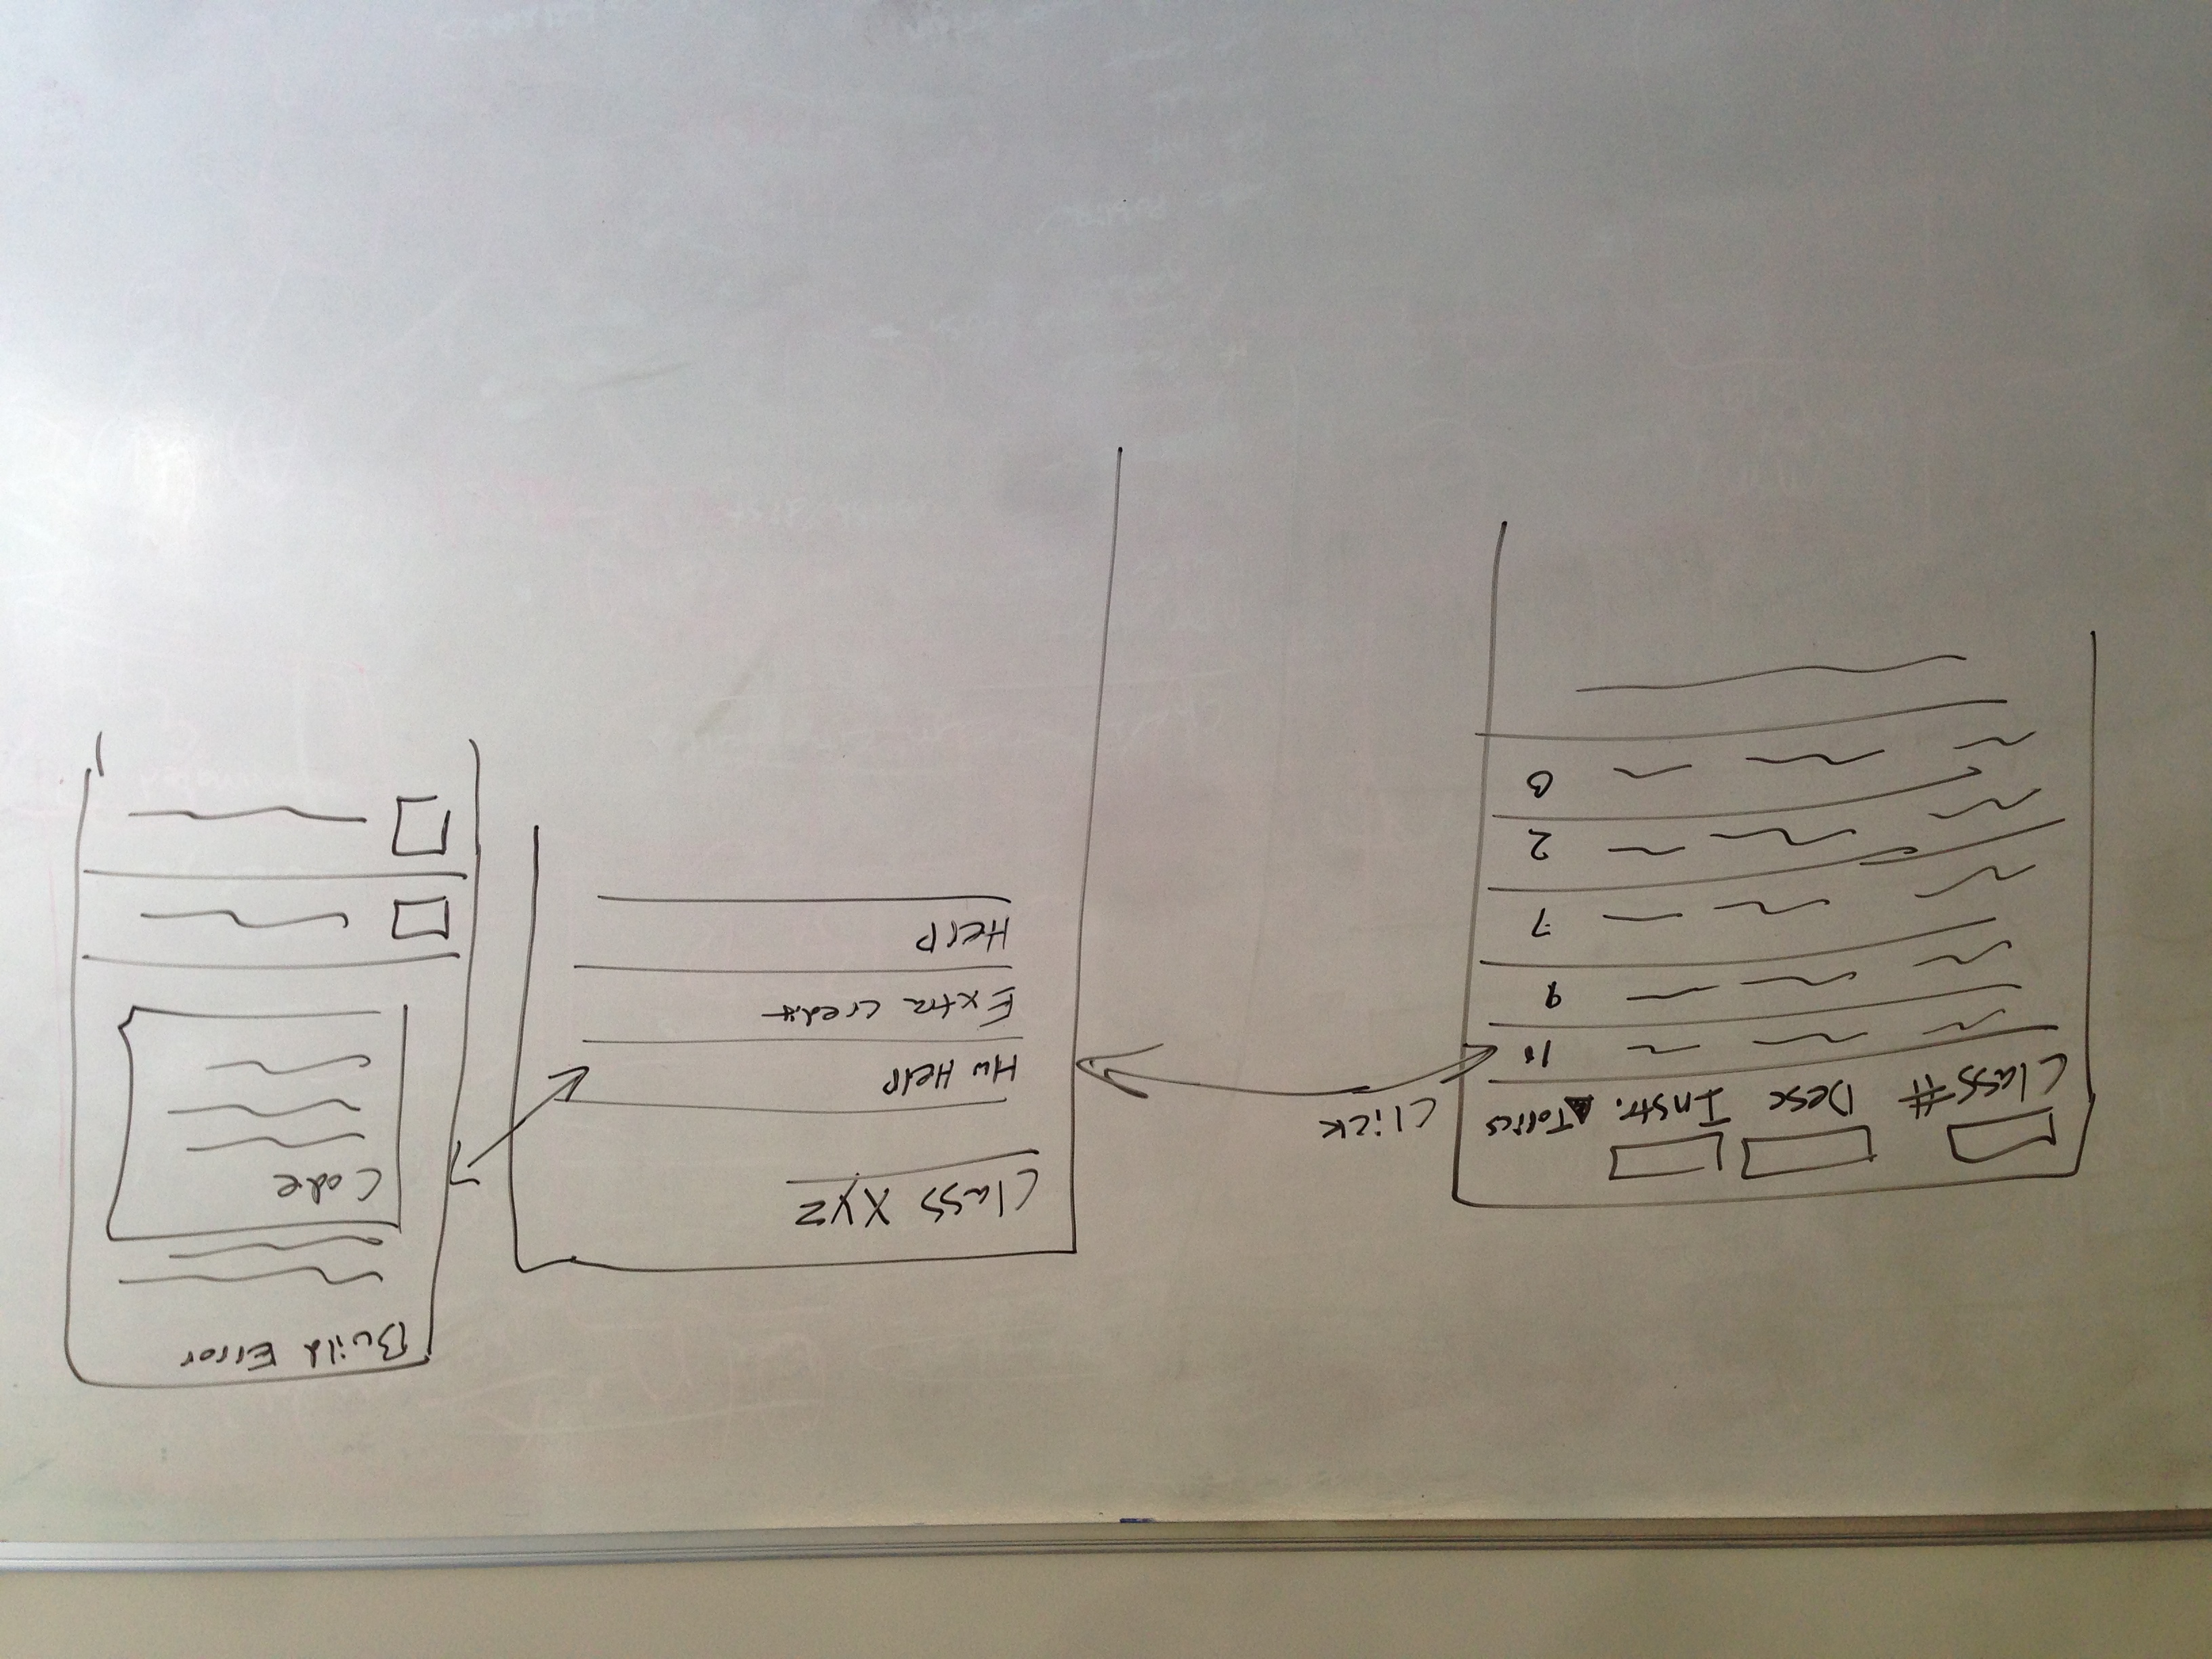 Class# Desc Instr. ▲Topics
10
9
7
2
0
Click
Class XYZ
Hw Help
Extra credit
Help
Build Error
Code